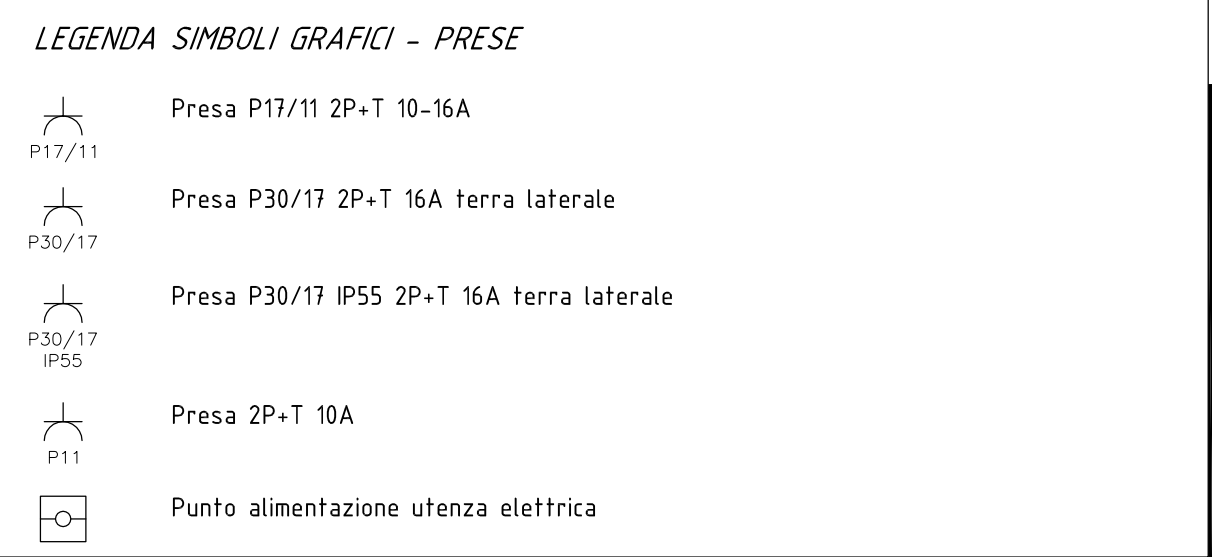 LEGENDA SIMBOLI GRAFICI - PRESE
Presa P17/11 2P+T 10-16A
P17/11
Presa P30/17 2P+T 16A terra laterale
P30/17
Presa P30/17 IP55 2P+T 16A terra laterale
P30/17
IP55
Presa 2P+T 10A
P11
Punto alimentazione utenza elettrica